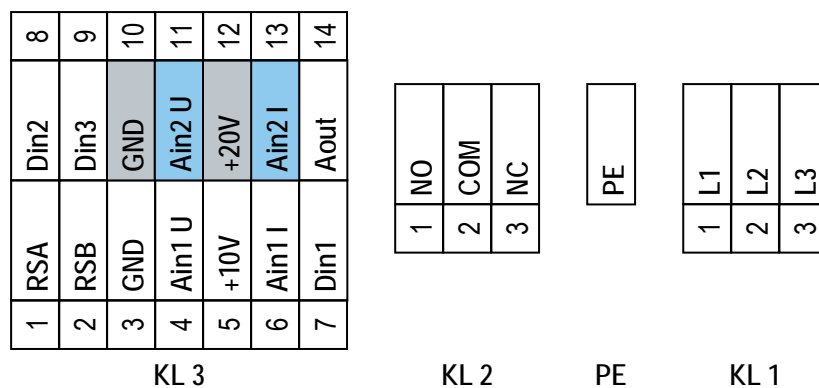 8 9 10 11 12 13 14
Din2 Din3 GND Ain2 U +20V Ain2 I Aout
RSA RSB GND Ain1 U +10V Ain1 I Din1
1 2 3 4 5 6 7
KL 3
NO COM NC
1 2 3
KL 2
PE
PE
L1 L2 L3
1 2 3
KL 1